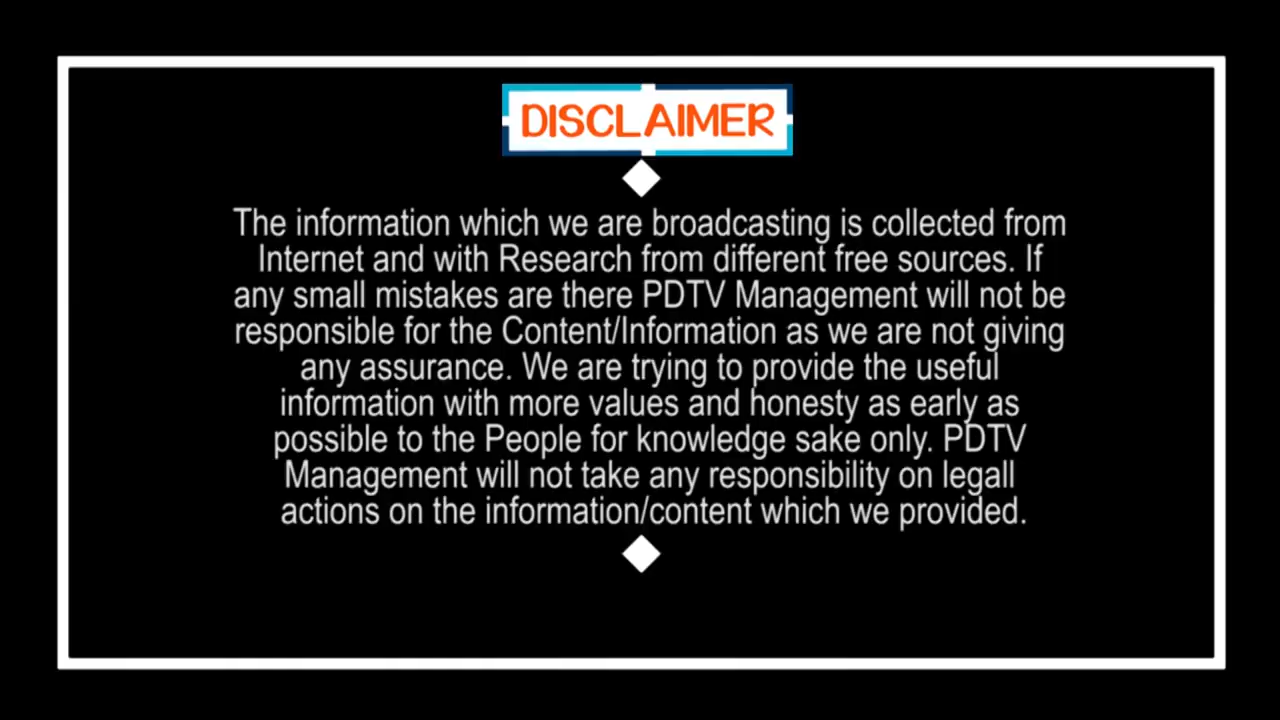 DISCLAIMER
The information which we are broadcasting is collected from
Internet and with Research from different free sources. If
any small mistakes are there PDTV Management will not be
responsible for the Content/Information as we are not giving
any assurance. We are trying to provide the useful
information with more values and honesty as early as
possible to the People for knowledge sake only. PDTV
Management will not take any responsibility on legall
actions on the information/content which we provided.